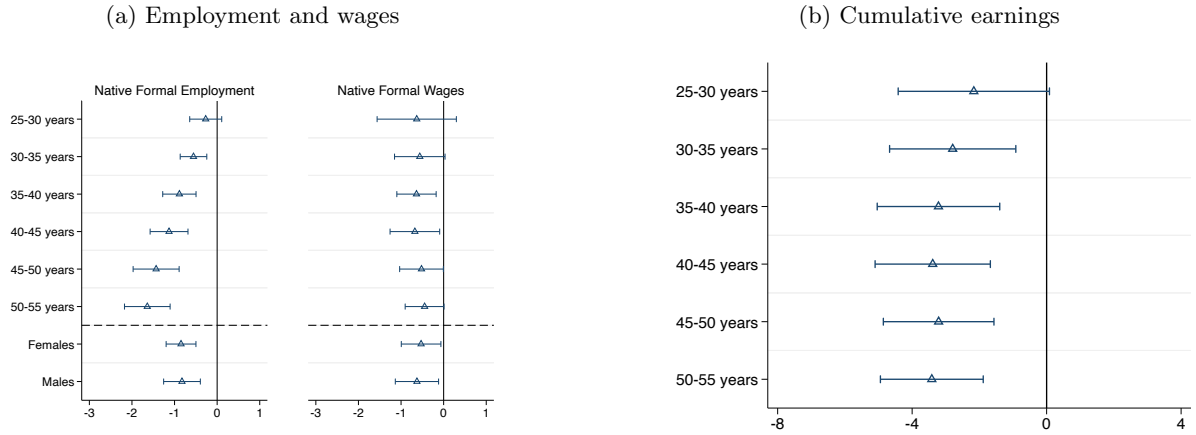 (a) Employment and wages
Native Formal Employment
25-30 years
30-35 years
35-40 years
40-45 years
45-50 years
50-55 years
Females
Males
-3 -2 -1 0 1
Native Formal Wages
-3 -2 -1 0 1
(b) Cumulative earnings
25-30 years
30-35 years
35-40 years
40-45 years
45-50 years
50-55 years
-8 -4 0 4